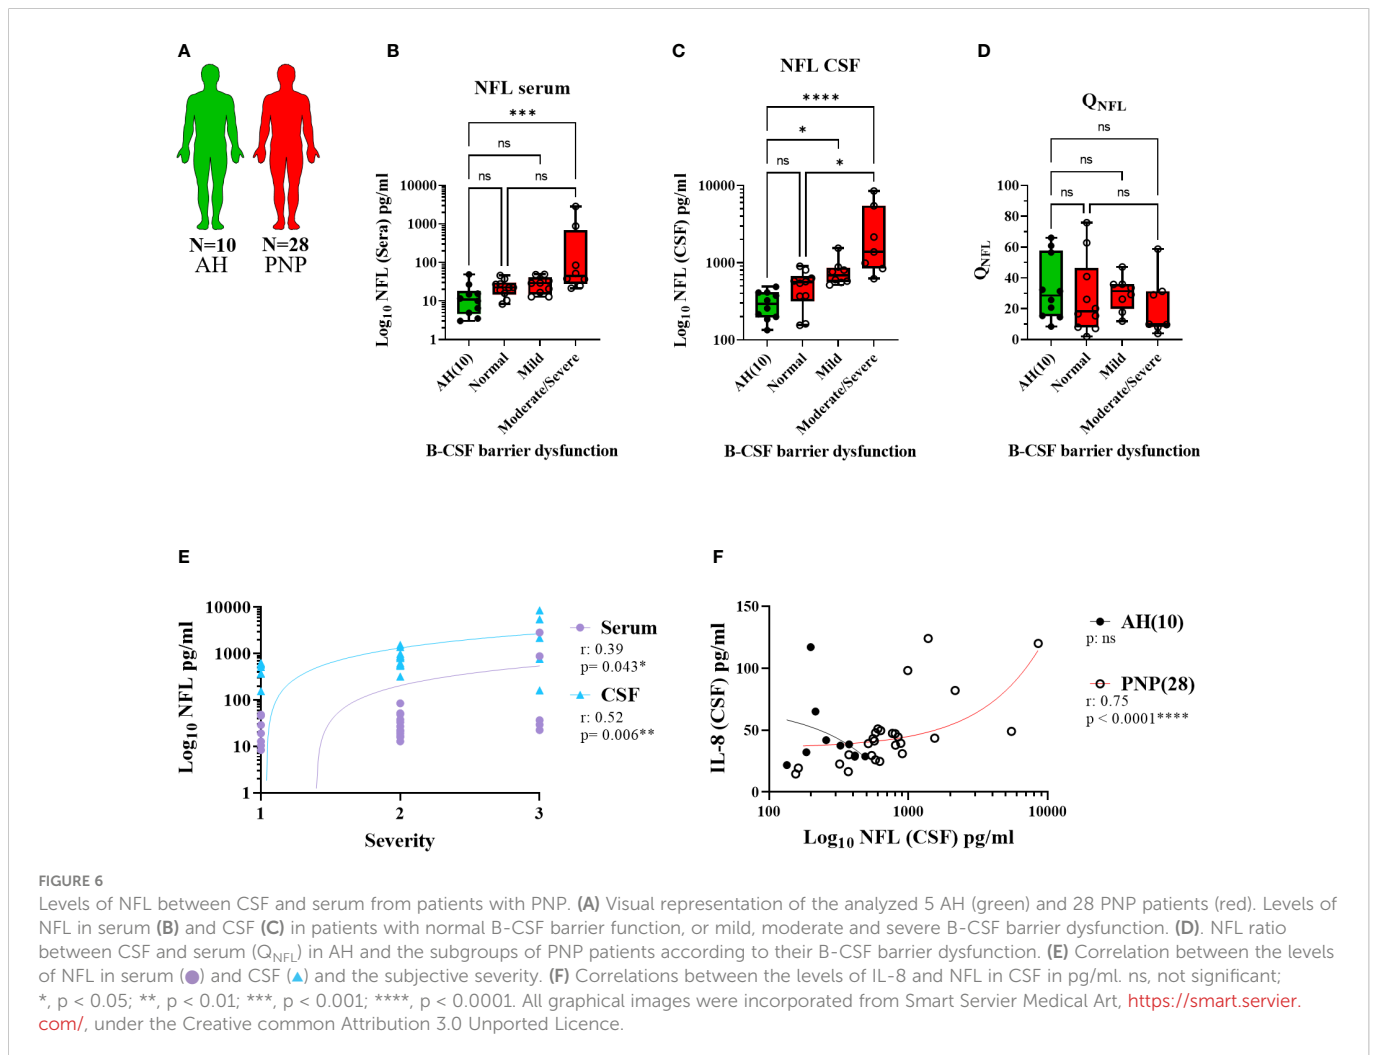 A
N=10
AH
N=28
PNP
B
NFL serum
***
ns
ns
ns
Log10 NFL (Sera) pg/ml
10000
1000
100
10
1
AH(10)
Normal
Mild
Moderate/Severe
B-CSF barrier dysfunction
C
NFL CSF
****
*
ns
*
Log10 NFL (CSF) pg/ml
10000
1000
100
AH(10)
Normal
Mild
Moderate/Severe
B-CSF barrier dysfunction
D
QNFL
ns
ns
ns
ns
QNFL
100
80
60
40
20
0
AH(10)
Normal
Mild
Moderate/Severe
B-CSF barrier dysfunction
E
Log10 NFL pg/ml
10000
1000
100
10
1
1
2
3
Severity
Serum
r: 0.39
p= 0.043*
CSF
r: 0.52
p= 0.006**
F
IL-8 (CSF) pg/ml
150
100
50
0
100
1000
10000
Log10 NFL (CSF) pg/ml
AH(10)
p: ns
PNP(28)
r: 0.75
p < 0.0001****
FIGURE 6
Levels of NFL between CSF and serum from patients with PNP. (A) Visual representation of the analyzed 5 AH (green) and 28 PNP patients (red). Levels of
NFL in serum (B) and CSF (C) in patients with normal B-CSF barrier function, or mild, moderate and severe B-CSF barrier dysfunction. (D). NFL ratio
between CSF and serum (QNFL) in AH and the subgroups of PNP patients according to their B-CSF barrier dysfunction. (E) Correlation between the levels
of NFL in serum (●) and CSF (▲) and the subjective severity. (F) Correlations between the levels of IL-8 and NFL in CSF in pg/ml. ns, not significant;
*, p < 0.05; **, p < 0.01; ***, p < 0.001; ****, p < 0.0001. All graphical images were incorporated from Smart Servier Medical Art, https://smart.servier.
com/, under the Creative common Attribution 3.0 Unported Licence.